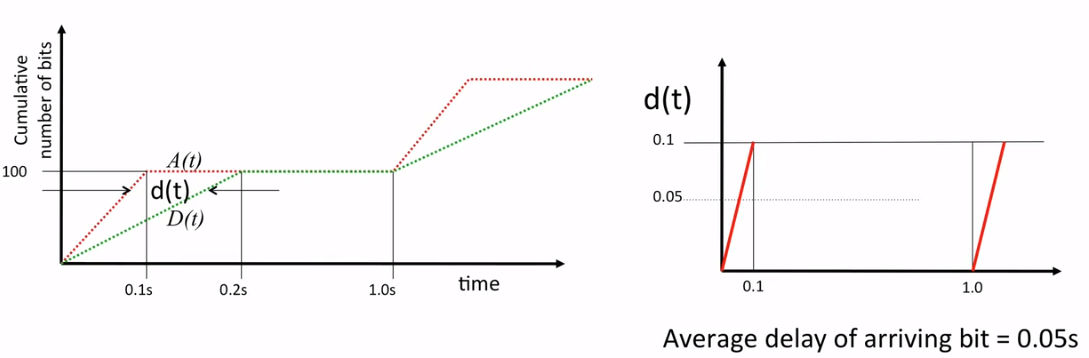 Cumulative
number of bits
100
A(t)
d(t)
D(t)
0.1s
0.2s
1.0s
time
d(t)
0.1
0.05
0.1
1.0
Average delay of arriving bit = 0.05s